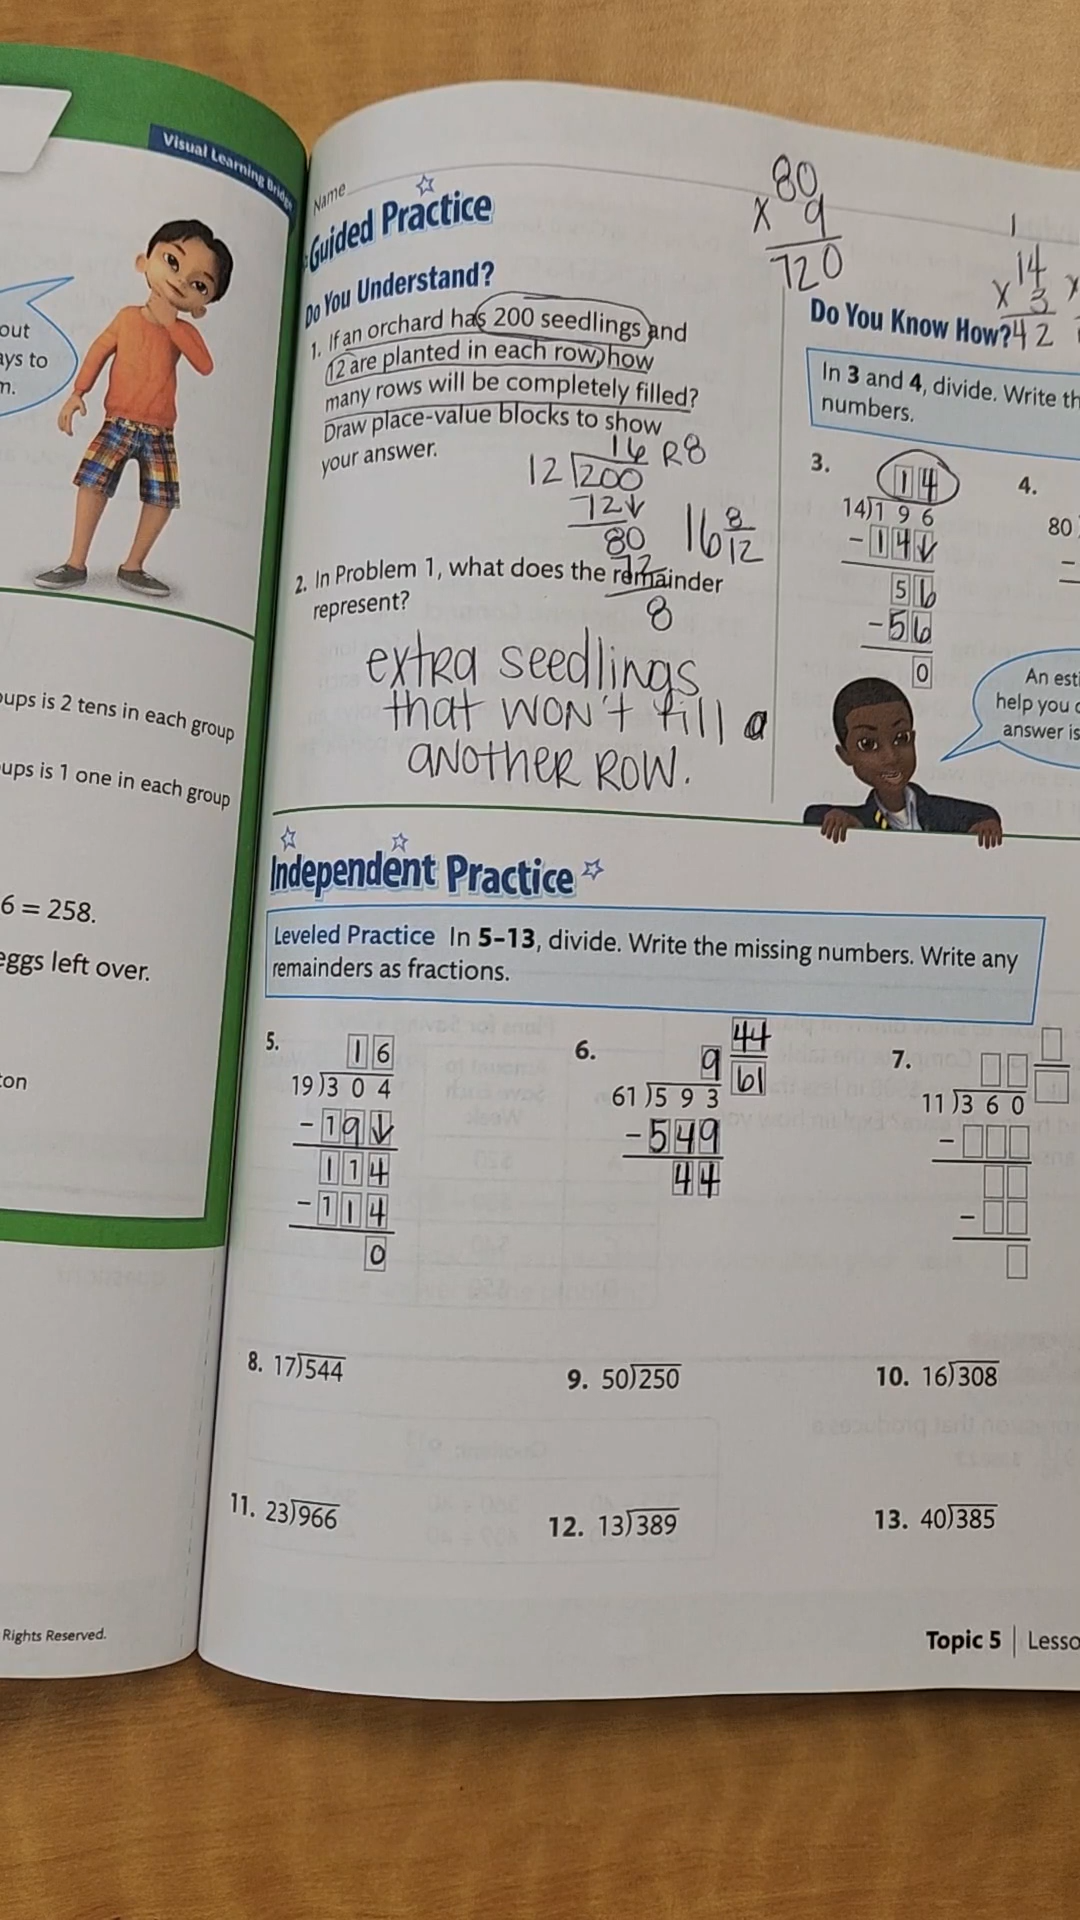 Visual Learning Bridge
out
ays to
m.
oups is 2 tens in each group
ups is 1 one in each group
6 = 258.
eggs left over.
ton
Rights Reserved.
Name
Guided Practice
80
x 9
720
1
14
x 3
42
Do You Understand?
1. If an orchard has 200 seedlings and
12 are planted in each row, how
many rows will be completely filled?
Draw place-value blocks to show
your answer.
16 R8
12)200
72↓
80
72
8
16 8/12
2. In Problem 1, what does the remainder
represent?
extra seedlings
that won't fill a
another row.
Do You Know How?
In 3 and 4, divide. Write th
numbers.
3.
14
14)196
-14↓
56
-56
0
4.
80
-
An esti
help you
answer is
Independent Practice
Leveled Practice In 5–13, divide. Write the missing numbers. Write any
remainders as fractions.
5.
16
19)304
-19↓
114
-114
0
6.
9 44/61
61)593
-549
44
7.
11)360
-
-
8. 17)544
9. 50)250
10. 16)308
11. 23)966
12. 13)389
13. 40)385
Topic 5 | Lesso